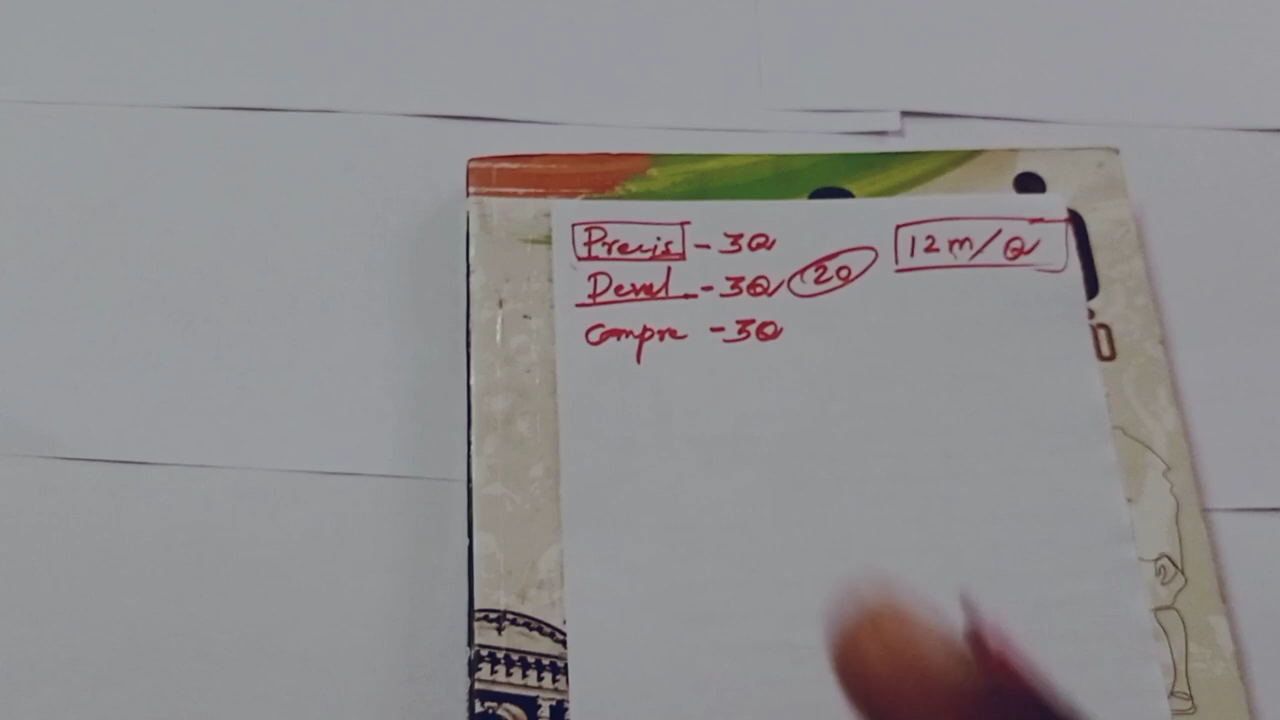 Precis - 3Q 12m/Q
Devel. - 3Q 2Q
Compre - 3Q